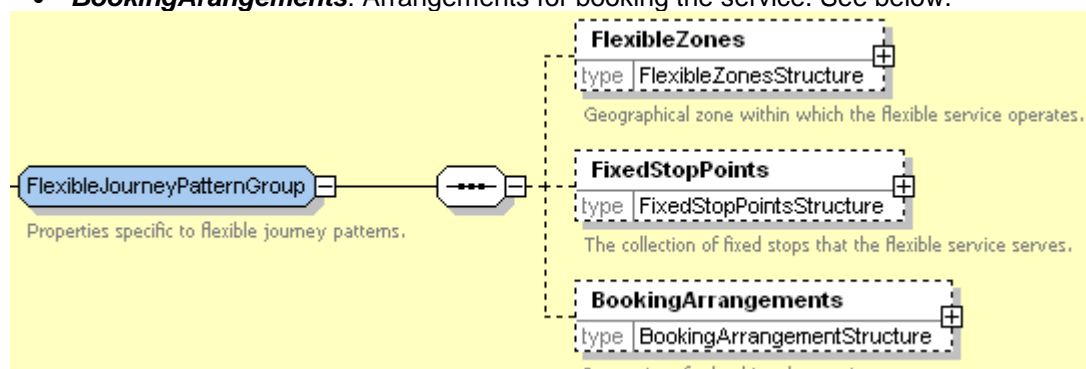 • BookingArangements: Arrangements for booking the service. See below.
FlexibleZones
type FlexibleZonesStructure
Geographical zone within which the flexible service operates.
FlexibleJourneyPatternGroup
Properties specific to flexible journey patterns.
FixedStopPoints
type FixedStopPointsStructure
The collection of fixed stops that the flexible service serves.
BookingArrangements
type BookingArrangementStructure